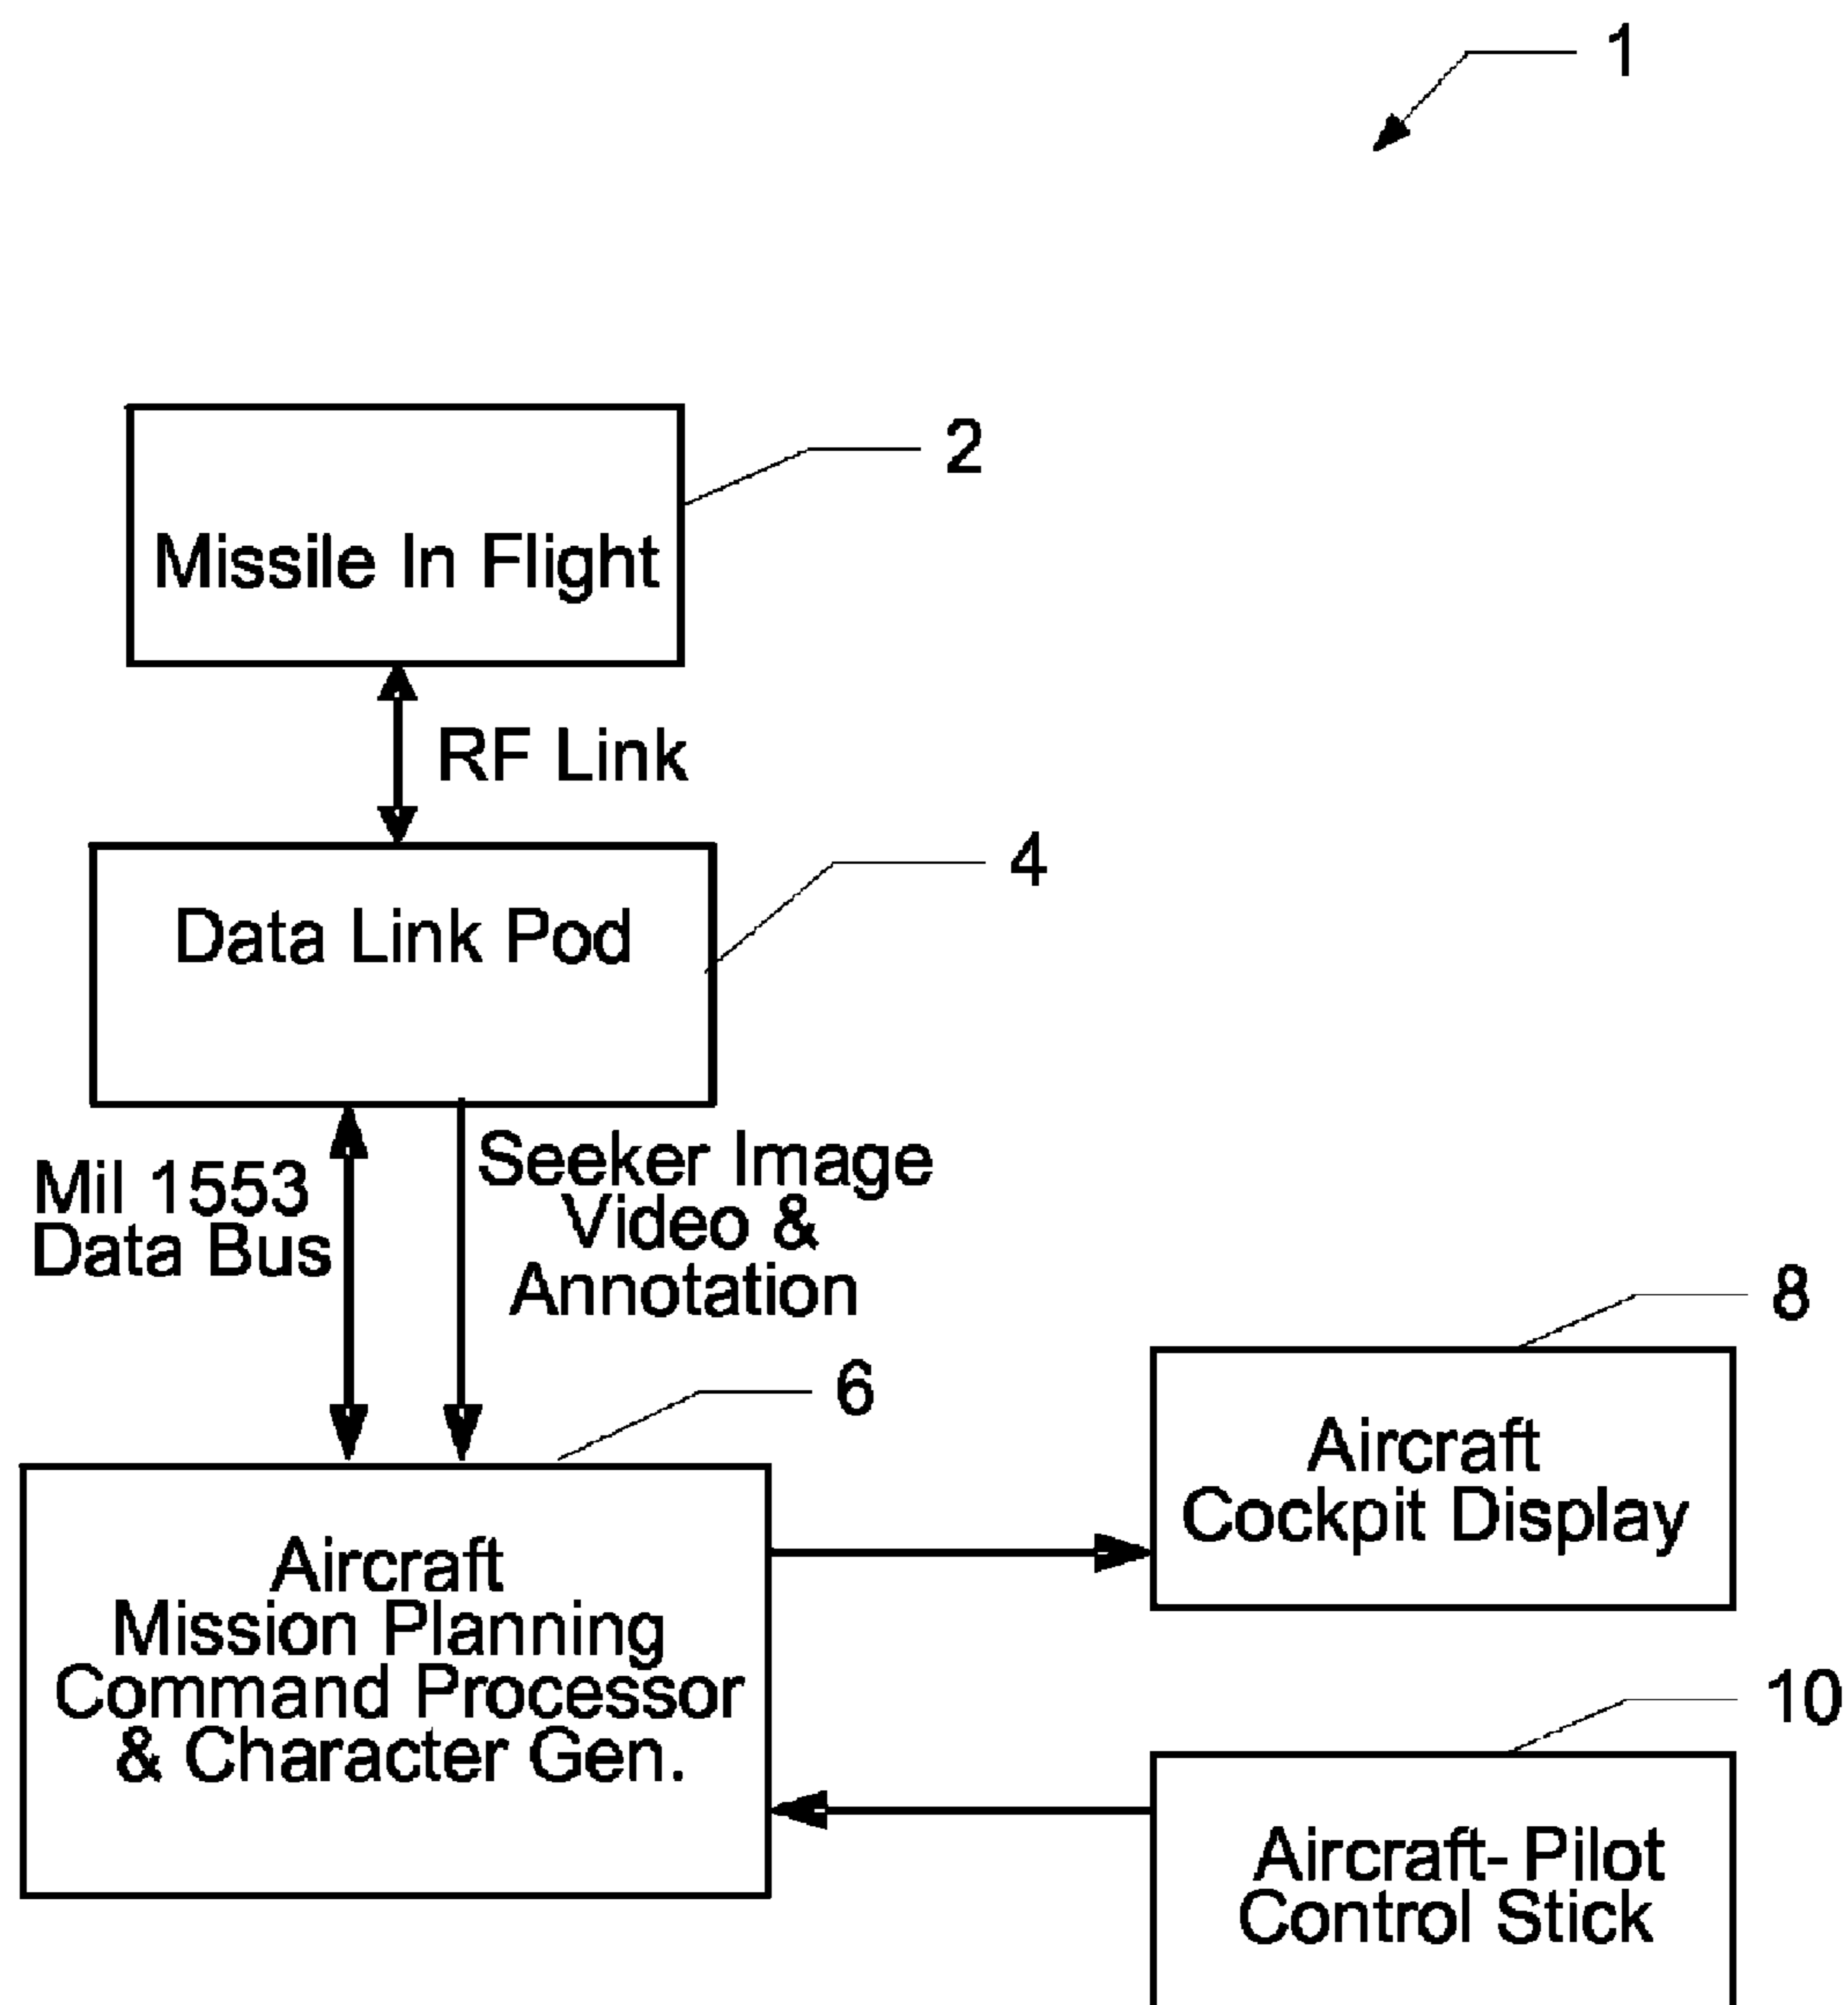 1
2
Missile In Flight
RF Link
4
Data Link Pod
Mil 1553
Data Bus
Seeker Image
Video &
Annotation
6
8
Aircraft
Cockpit Display
Aircraft
Mission Planning
Command Processor
& Character Gen.
10
Aircraft- Pilot
Control Stick